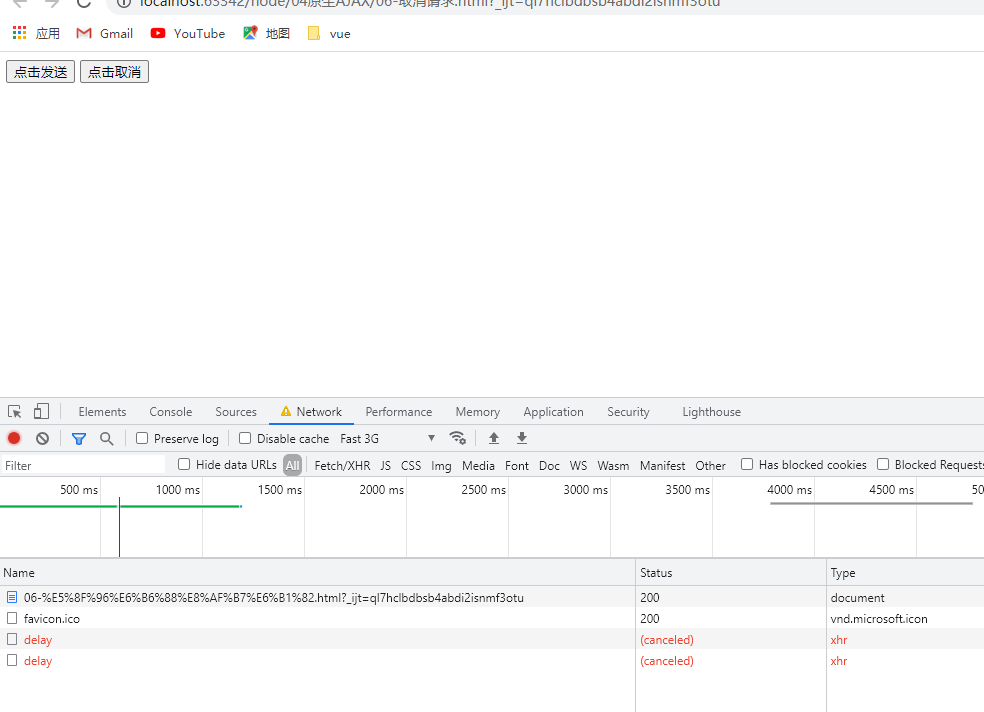 localhost:63342/node/04原生AJAX/06-取消请求.html?_ijt=ql7hclbdbsb4abdi2isnmf3otu
应用 Gmail YouTube 地图 vue
点击发送 点击取消
Elements Console Sources Network Performance Memory Application Security Lighthouse
Preserve log Disable cache Fast 3G
Filter Hide data URLs All Fetch/XHR JS CSS Img Media Font Doc WS Wasm Manifest Other Has blocked cookies Blocked Requests
500 ms 1000 ms 1500 ms 2000 ms 2500 ms 3000 ms 3500 ms 4000 ms 4500 ms 50
Name Status Type
06-%E5%8F%96%E6%B6%88%E8%AF%B7%E6%B1%82.html?_ijt=ql7hclbdbsb4abdi2isnmf3otu 200 document
favicon.ico 200 vnd.microsoft.icon
delay (canceled) xhr
delay (canceled) xhr